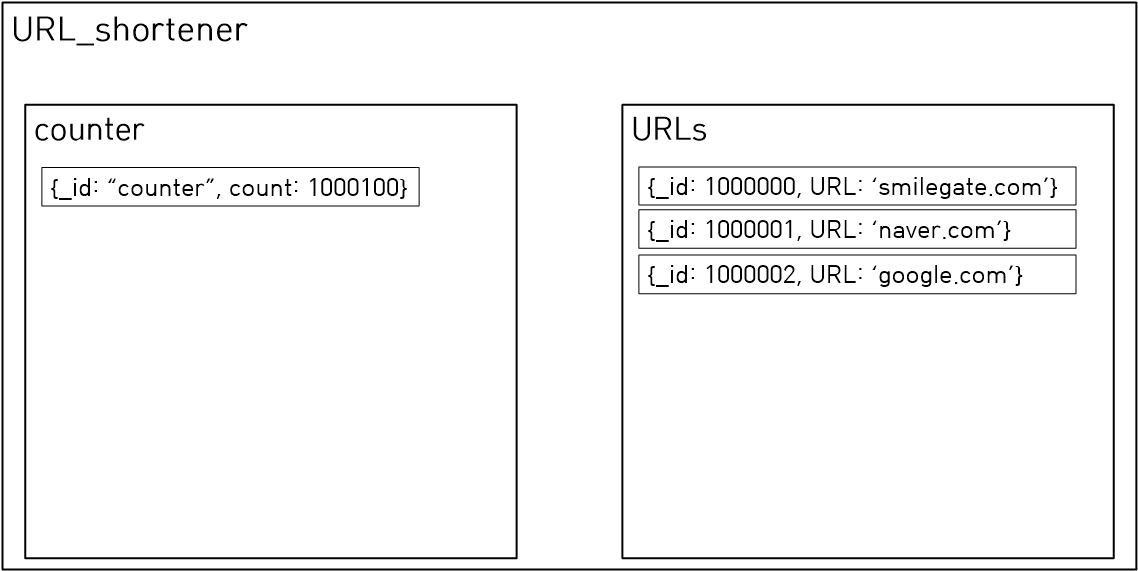 URL_shortener
counter
{_id: “counter”, count: 1000100}
URLs
{_id: 1000000, URL: ‘smilegate.com’}
{_id: 1000001, URL: ‘naver.com’}
{_id: 1000002, URL: ‘google.com’}